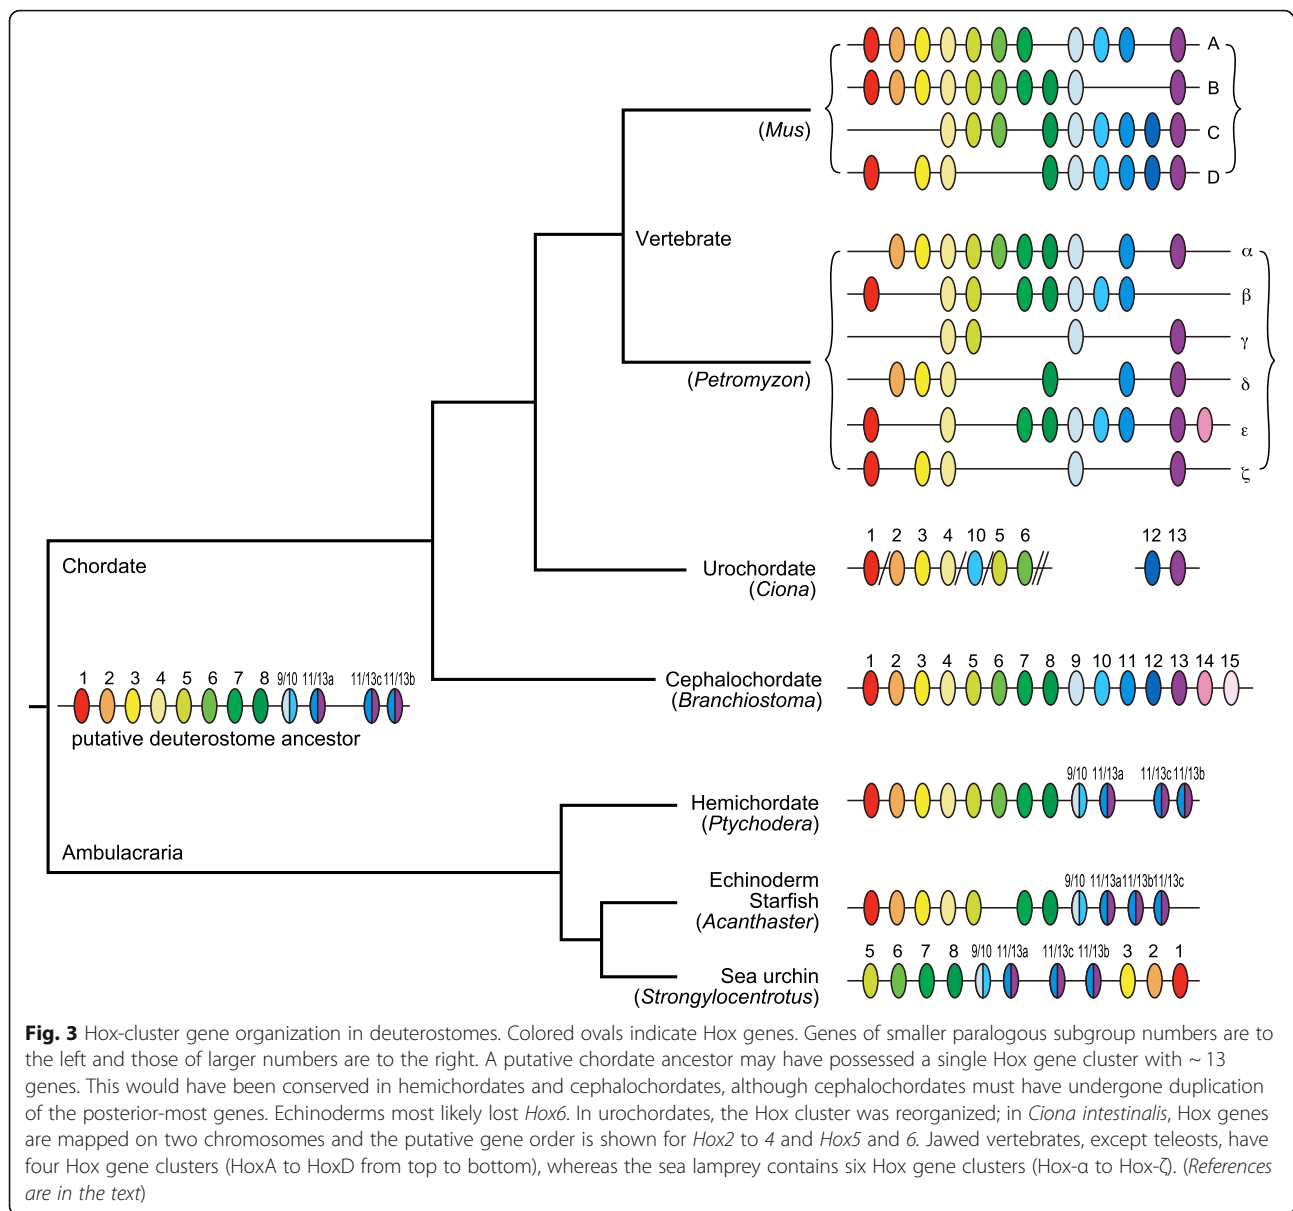 A
B
(Mus)
C
D
Vertebrate
α
β
γ
(Petromyzon)
δ
ε
ζ
1 2 3 4 10 5 6 12 13
Chordate
Urochordate
(Ciona)
1 2 3 4 5 6 7 8 9 10 11 12 13 14 15
Cephalochordate
(Branchiostoma)
1 2 3 4 5 6 7 8 9/10 11/13a 11/13c 11/13b
putative deuterostome ancestor
9/10 11/13a 11/13c 11/13b
Hemichordate
(Ptychodera)
Ambulacraria
Echinoderm
9/10 11/13a 11/13b 11/13c
Starfish
(Acanthaster)
5 6 7 8 9/10 11/13a 11/13c 11/13b 3 2 1
Sea urchin
(Strongylocentrotus)
Fig. 3 Hox-cluster gene organization in deuterostomes. Colored ovals indicate Hox genes. Genes of smaller paralogous subgroup numbers are to
the left and those of larger numbers are to the right. A putative chordate ancestor may have possessed a single Hox gene cluster with ~ 13
genes. This would have been conserved in hemichordates and cephalochordates, although cephalochordates must have undergone duplication
of the posterior-most genes. Echinoderms most likely lost Hox6. In urochordates, the Hox cluster was reorganized; in Ciona intestinalis, Hox genes
are mapped on two chromosomes and the putative gene order is shown for Hox2 to 4 and Hox5 and 6. Jawed vertebrates, except teleosts, have
four Hox gene clusters (HoxA to HoxD from top to bottom), whereas the sea lamprey contains six Hox gene clusters (Hox-α to Hox-ζ). (References
are in the text)